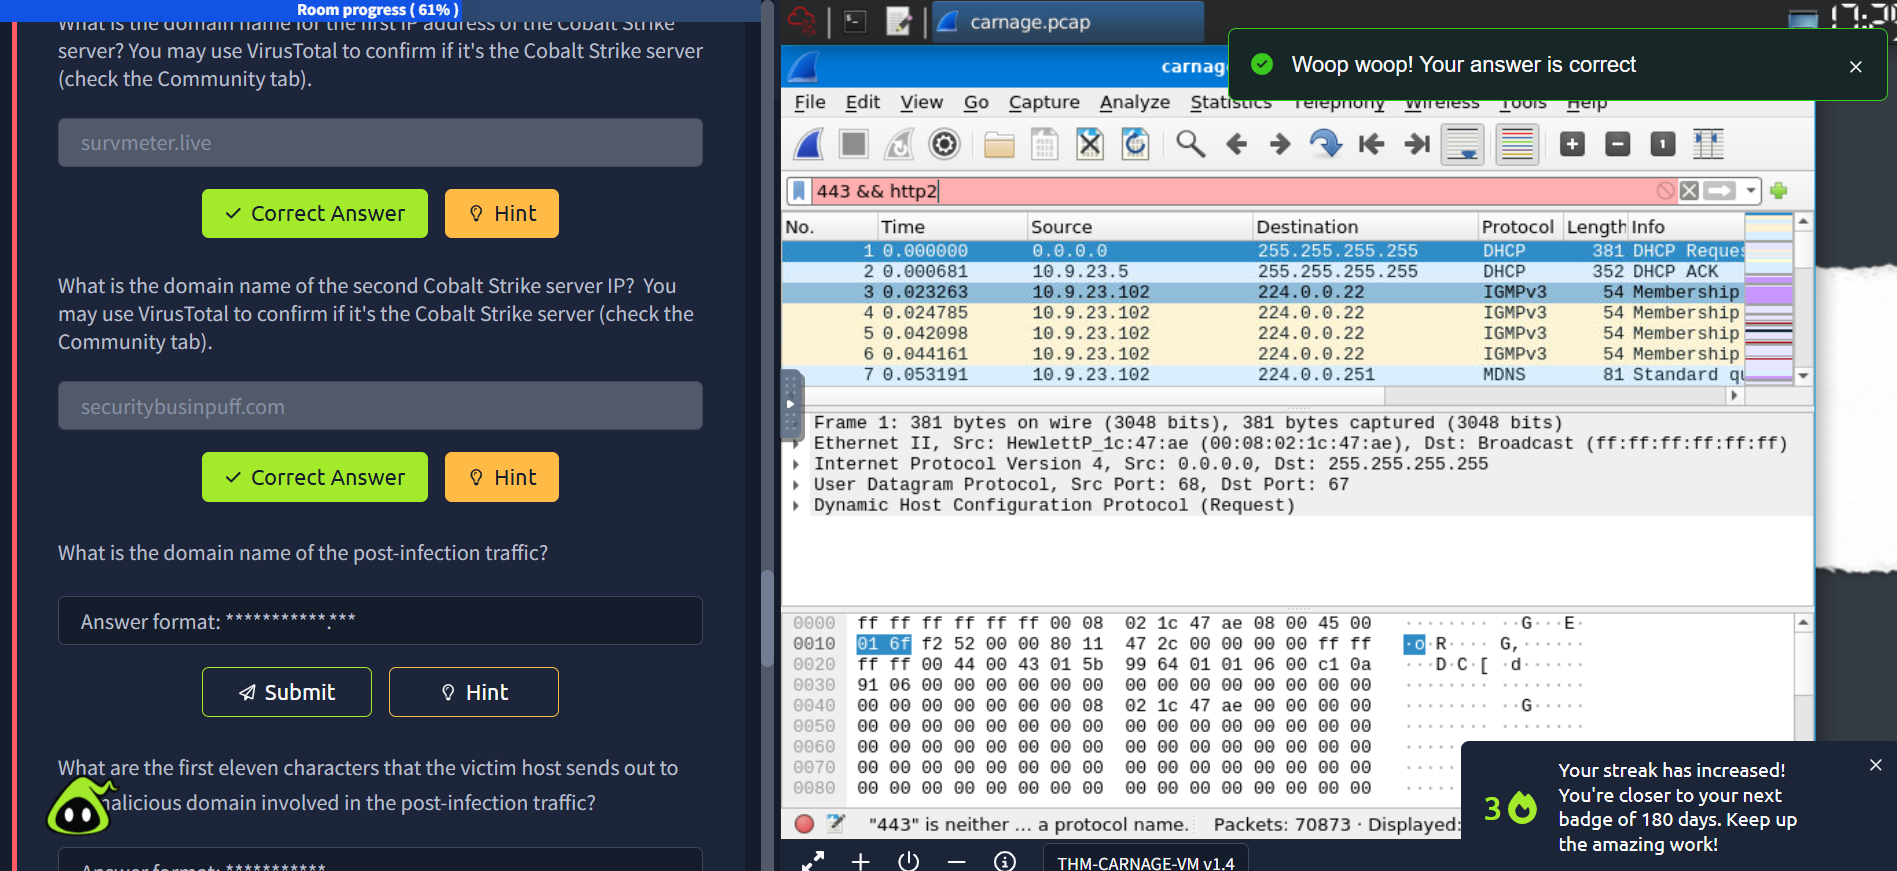 Room progress ( 61% )
What is the domain name for the first IP address of the Cobalt Strike
server? You may use VirusTotal to confirm if it's the Cobalt Strike server
(check the Community tab).
survmeter.live
Correct Answer
Hint
What is the domain name of the second Cobalt Strike server IP?  You
may use VirusTotal to confirm if it's the Cobalt Strike server (check the
Community tab).
securitybusinpuff.com
Correct Answer
Hint
What is the domain name of the post-infection traffic?
Answer format: ***********.***
Submit
Hint
What are the first eleven characters that the victim host sends out to
malicious domain involved in the post-infection traffic?
Answer format: ***********
carnage.pcap
17:2
carnag
Woop woop! Your answer is correct
File Edit View Go Capture Analyze Statistics Telephony Wireless Tools Help
443 && http2
No. Time Source Destination Protocol Length Info
1 0.000000 0.0.0.0 255.255.255.255 DHCP 381 DHCP Reques
2 0.000681 10.9.23.5 255.255.255.255 DHCP 352 DHCP ACK
3 0.023263 10.9.23.102 224.0.0.22 IGMPv3 54 Membership
4 0.024785 10.9.23.102 224.0.0.22 IGMPv3 54 Membership
5 0.042098 10.9.23.102 224.0.0.22 IGMPv3 54 Membership
6 0.044161 10.9.23.102 224.0.0.22 IGMPv3 54 Membership
7 0.053191 10.9.23.102 224.0.0.251 MDNS 81 Standard qu
Frame 1: 381 bytes on wire (3048 bits), 381 bytes captured (3048 bits)
Ethernet II, Src: HewlettP_1c:47:ae (00:08:02:1c:47:ae), Dst: Broadcast (ff:ff:ff:ff:ff:ff)
Internet Protocol Version 4, Src: 0.0.0.0, Dst: 255.255.255.255
User Datagram Protocol, Src Port: 68, Dst Port: 67
Dynamic Host Configuration Protocol (Request)
0000 ff ff ff ff ff ff 00 08 02 1c 47 ae 08 00 45 00 ········ ··G···E·
0010 01 6f f2 52 00 00 80 11 47 2c 00 00 00 00 ff ff ·o·R···· G,······
0020 ff ff 00 44 00 43 01 5b 99 64 01 01 06 00 c1 0a ···D·C·[ ·d······
0030 91 06 00 00 00 00 00 00 00 00 00 00 00 00 00 00 ········ ········
0040 00 00 00 00 00 00 08 02 1c 47 ae 00 00 00 00 ········ ··G·····
0050 00 00 00 00 00 00 00 00 00 00 00 00 00 00 00 00 ········ ········
0060 00 00 00 00 00 00 00 00 00 00 00 00 00 00 00 00
0070 00 00 00 00 00 00 00 00 00 00 00 00 00 00 00 00
0080 00 00 00 00 00 00 00 00 00 00 00 00 00 00 00 00
"443" is neither ... a protocol name. Packets: 70873 · Displayed:
THM-CARNAGE-VM v1.4
3
Your streak has increased!
You're closer to your next
badge of 180 days. Keep up
the amazing work!